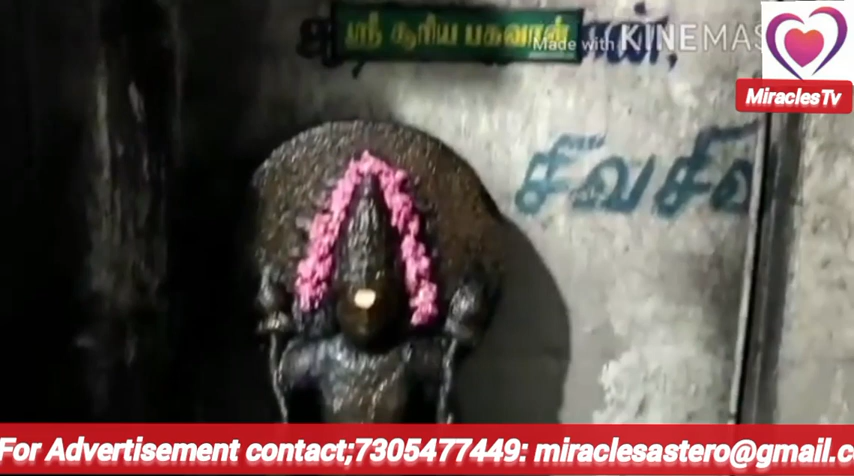 ஸ்ரீ சூரிய பகவான்
Made with KINEMAS
ன்,
MiraclesTv
சிவசிவ
For Advertisement contact;7305477449: miraclesastero@gmail.c